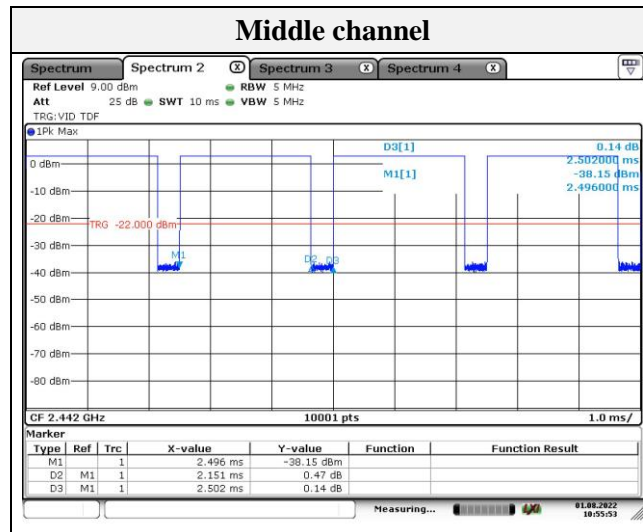 Middle channel
Spectrum Spectrum 2 X Spectrum 3 X Spectrum 4 X
Ref Level 9.00 dBm RBW 5 MHz
Att 25 dB SWT 10 ms VBW 5 MHz
TRG:VID TDF
1Pk Max
D3[1] 0.14 dB
2.502000 ms
0 dBm
M1[1] -38.15 dBm
2.496000 ms
-10 dBm
-20 dBm
TRG -22.000 dBm
-30 dBm
M1 D2 D3
-40 dBm
-50 dBm
-60 dBm
-70 dBm
-80 dBm
CF 2.442 GHz 10001 pts 1.0 ms/
Marker
Type Ref Trc X-value Y-value Function Function Result
M1 1 2.496 ms -38.15 dBm
D2 M1 1 2.151 ms 0.47 dB
D3 M1 1 2.502 ms 0.14 dB
Measuring... 01.08.2022
10:55:53